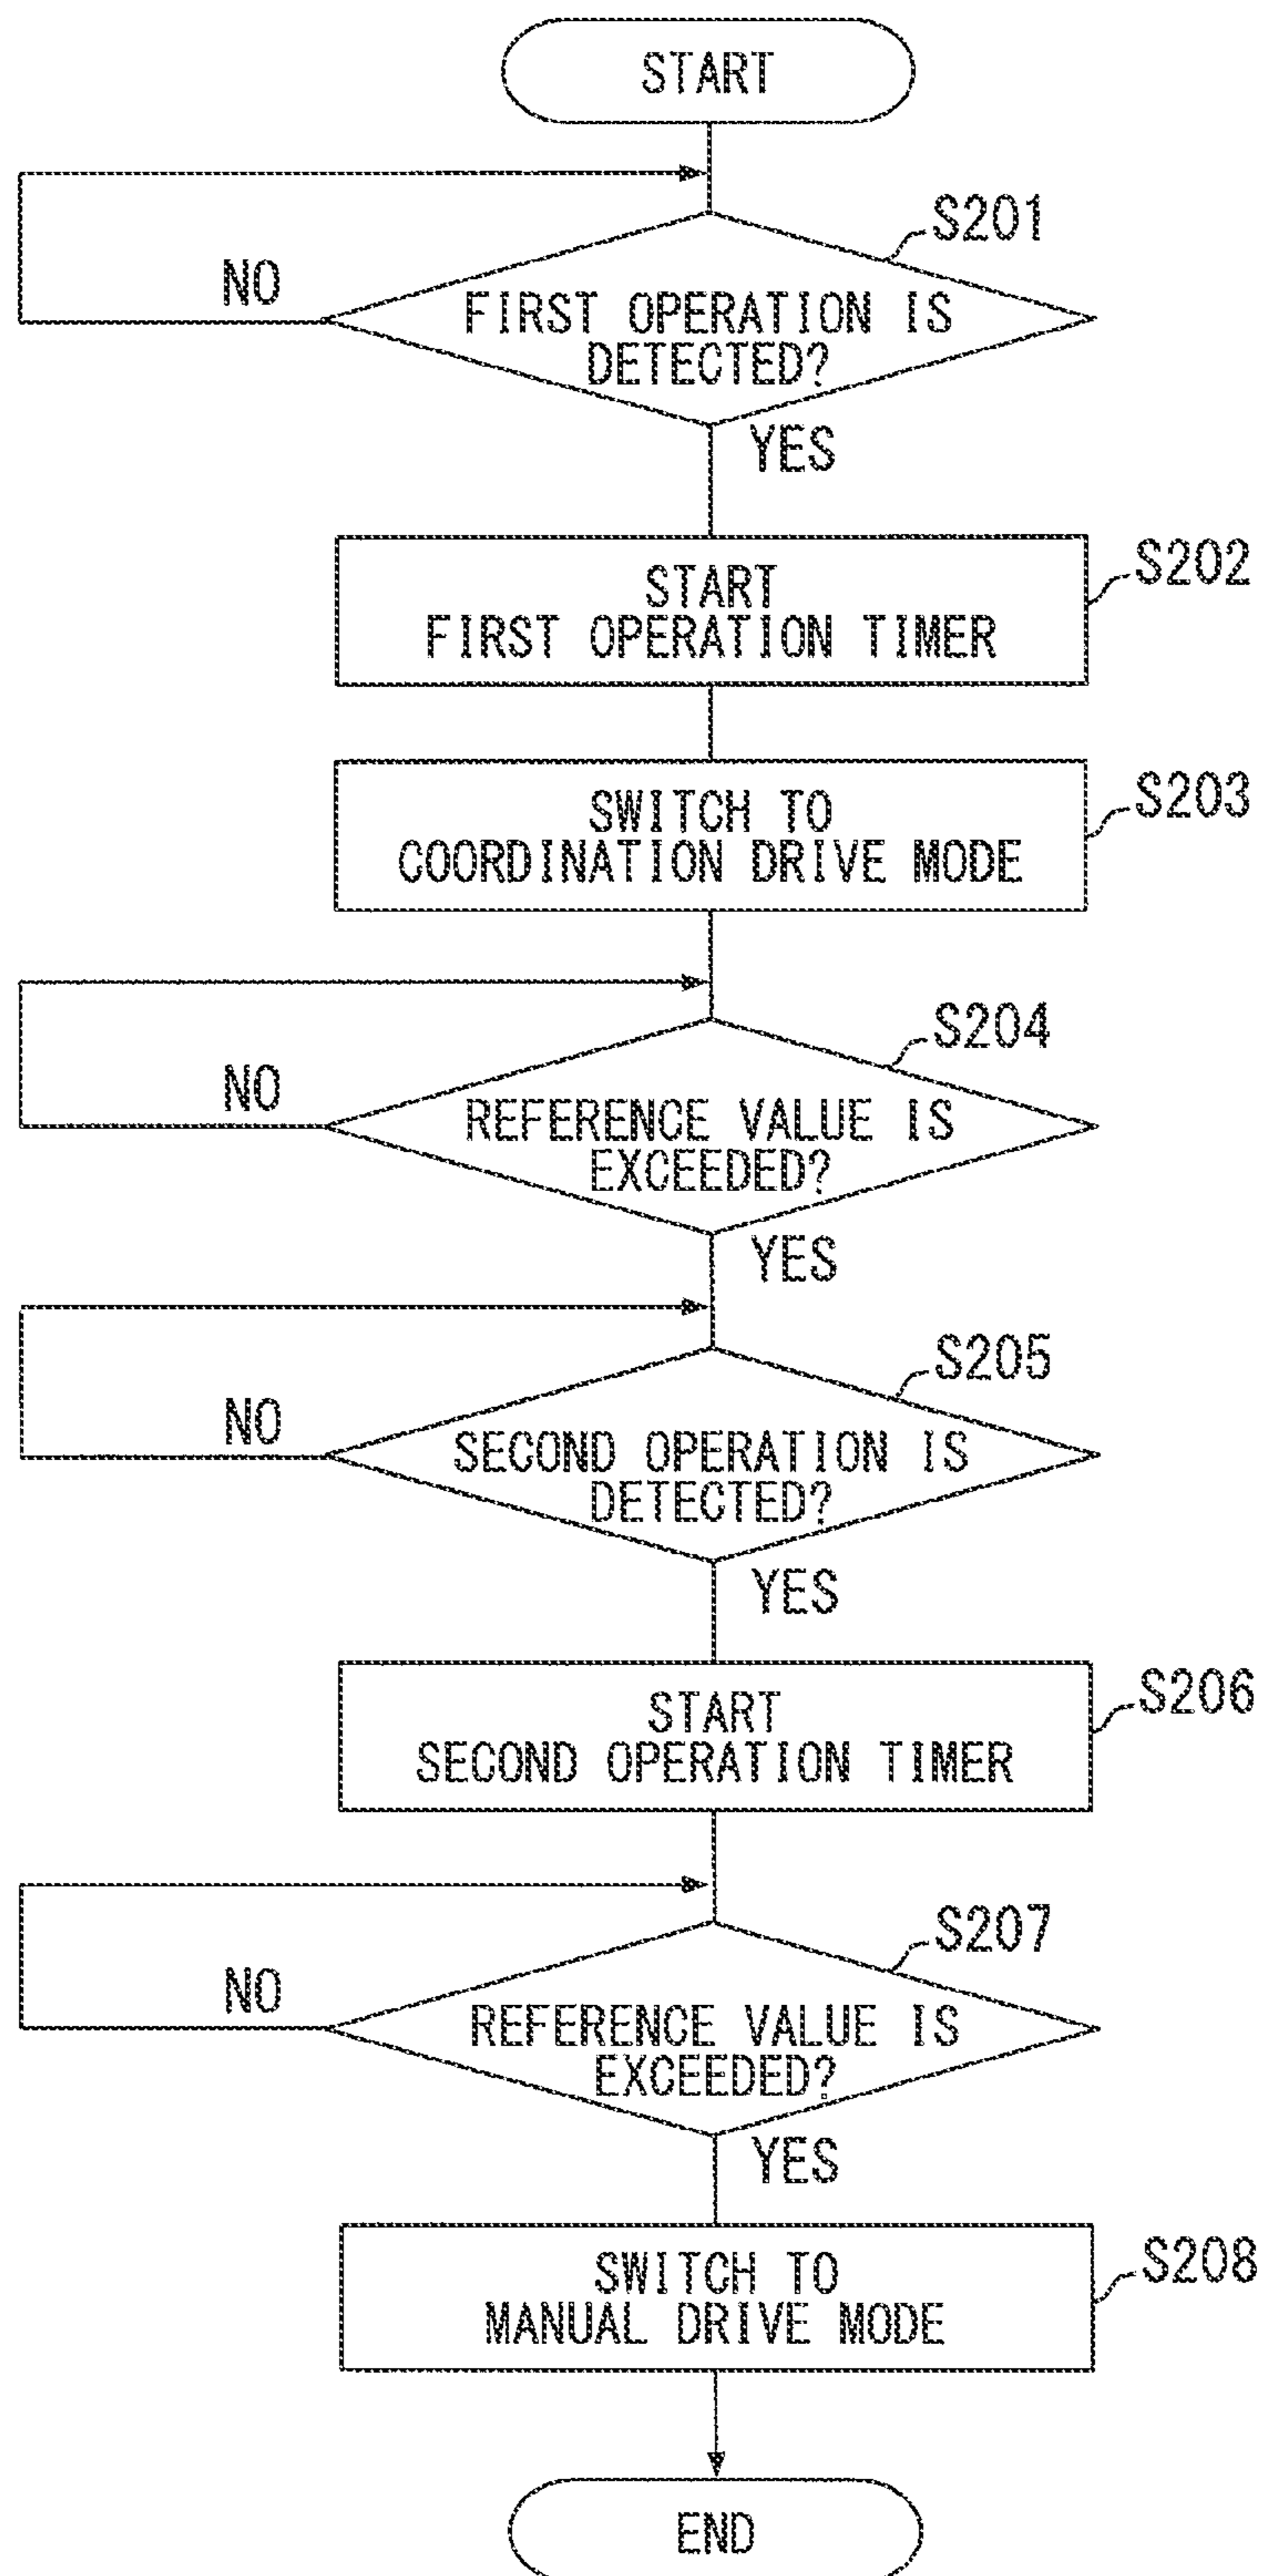 START
S201
NO
FIRST OPERATION IS
DETECTED?
YES
S202
START
FIRST OPERATION TIMER
S203
SWITCH TO
COORDINATION DRIVE MODE
S204
NO
REFERENCE VALUE IS
EXCEEDED?
YES
S205
NO
SECOND OPERATION IS
DETECTED?
YES
S206
START
SECOND OPERATION TIMER
S207
NO
REFERENCE VALUE IS
EXCEEDED?
YES
S208
SWITCH TO
MANUAL DRIVE MODE
END